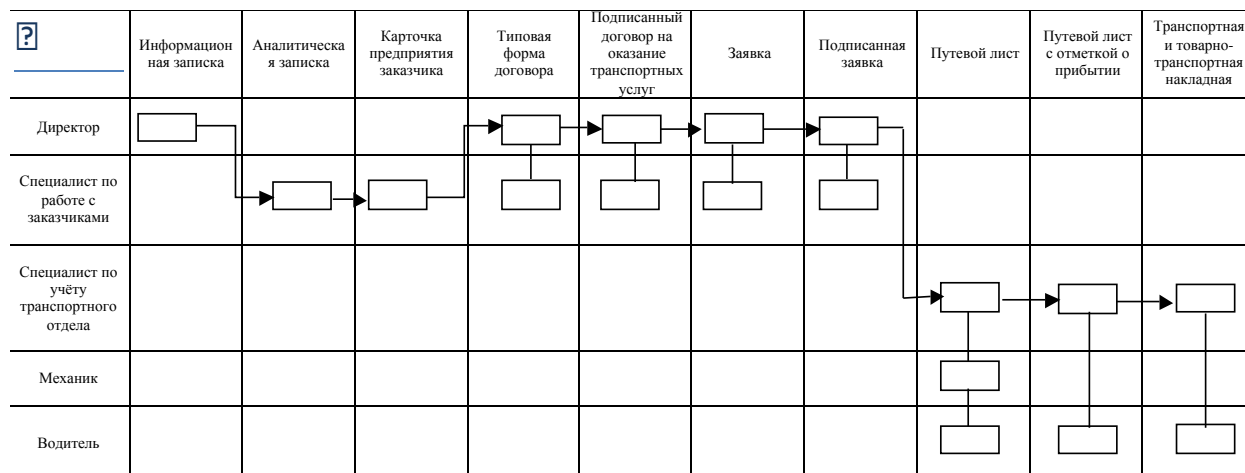 ?
Информацион
ная записка
Аналитическа
я записка
Карточка
предприятия
заказчика
Типовая
форма
договора
Подписанный
договор на
оказание
транспортных
услуг
Заявка
Подписанная
заявка
Путевой лист
Путевой лист
с отметкой о
прибытии
Транспортная
и товарно-
транспортная
накладная
Директор
Специалист по
работе с
заказчиками
Специалист по
учёту
транспортного
отдела
Механик
Водитель